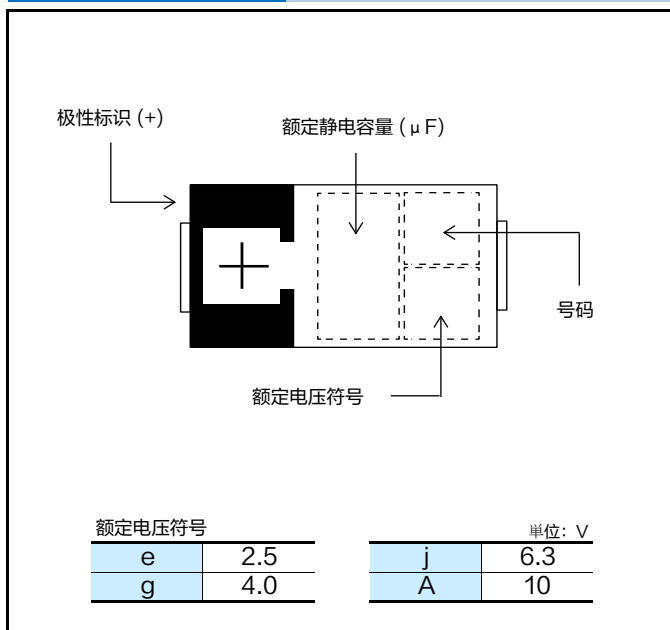 极性标识 (+)
额定静电容量 (μF)
+
号码
额定电压符号
额定电压符号
単位: V
e 2.5 j 6.3
g 4.0 A 10